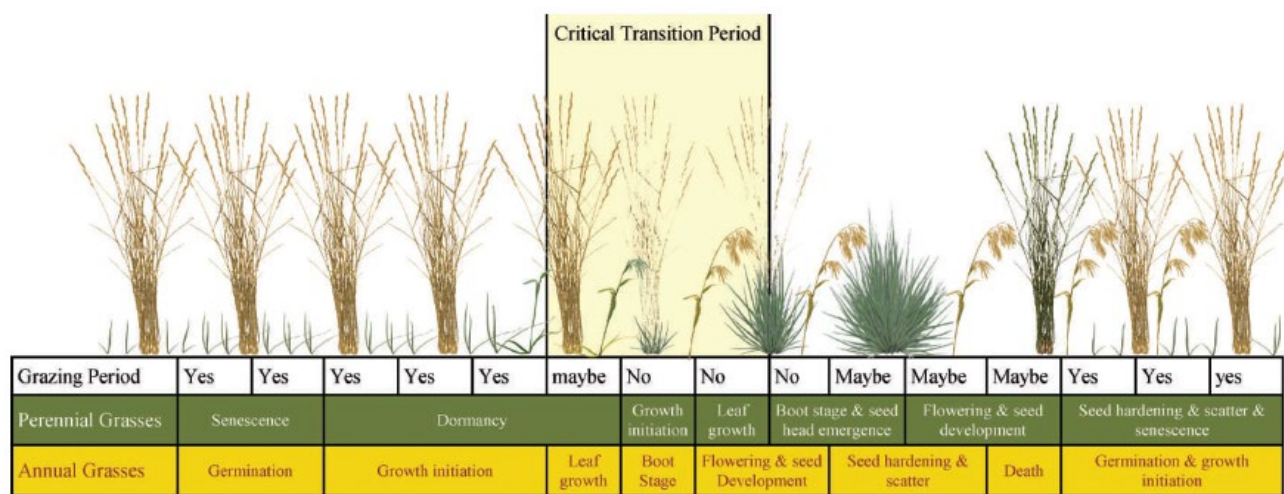 Critical Transition Period
Grazing Period Yes Yes Yes Yes Yes maybe No No No Maybe Maybe Maybe Yes Yes yes
Perennial Grasses Senescence Dormancy Growth initiation Leaf growth Boot stage & seed head emergence Flowering & seed development Seed hardening & scatter & senescence
Annual Grasses Germination Growth initiation Leaf growth Boot Stage Flowering & seed Development Seed hardening & scatter Death Germination & growth initiation